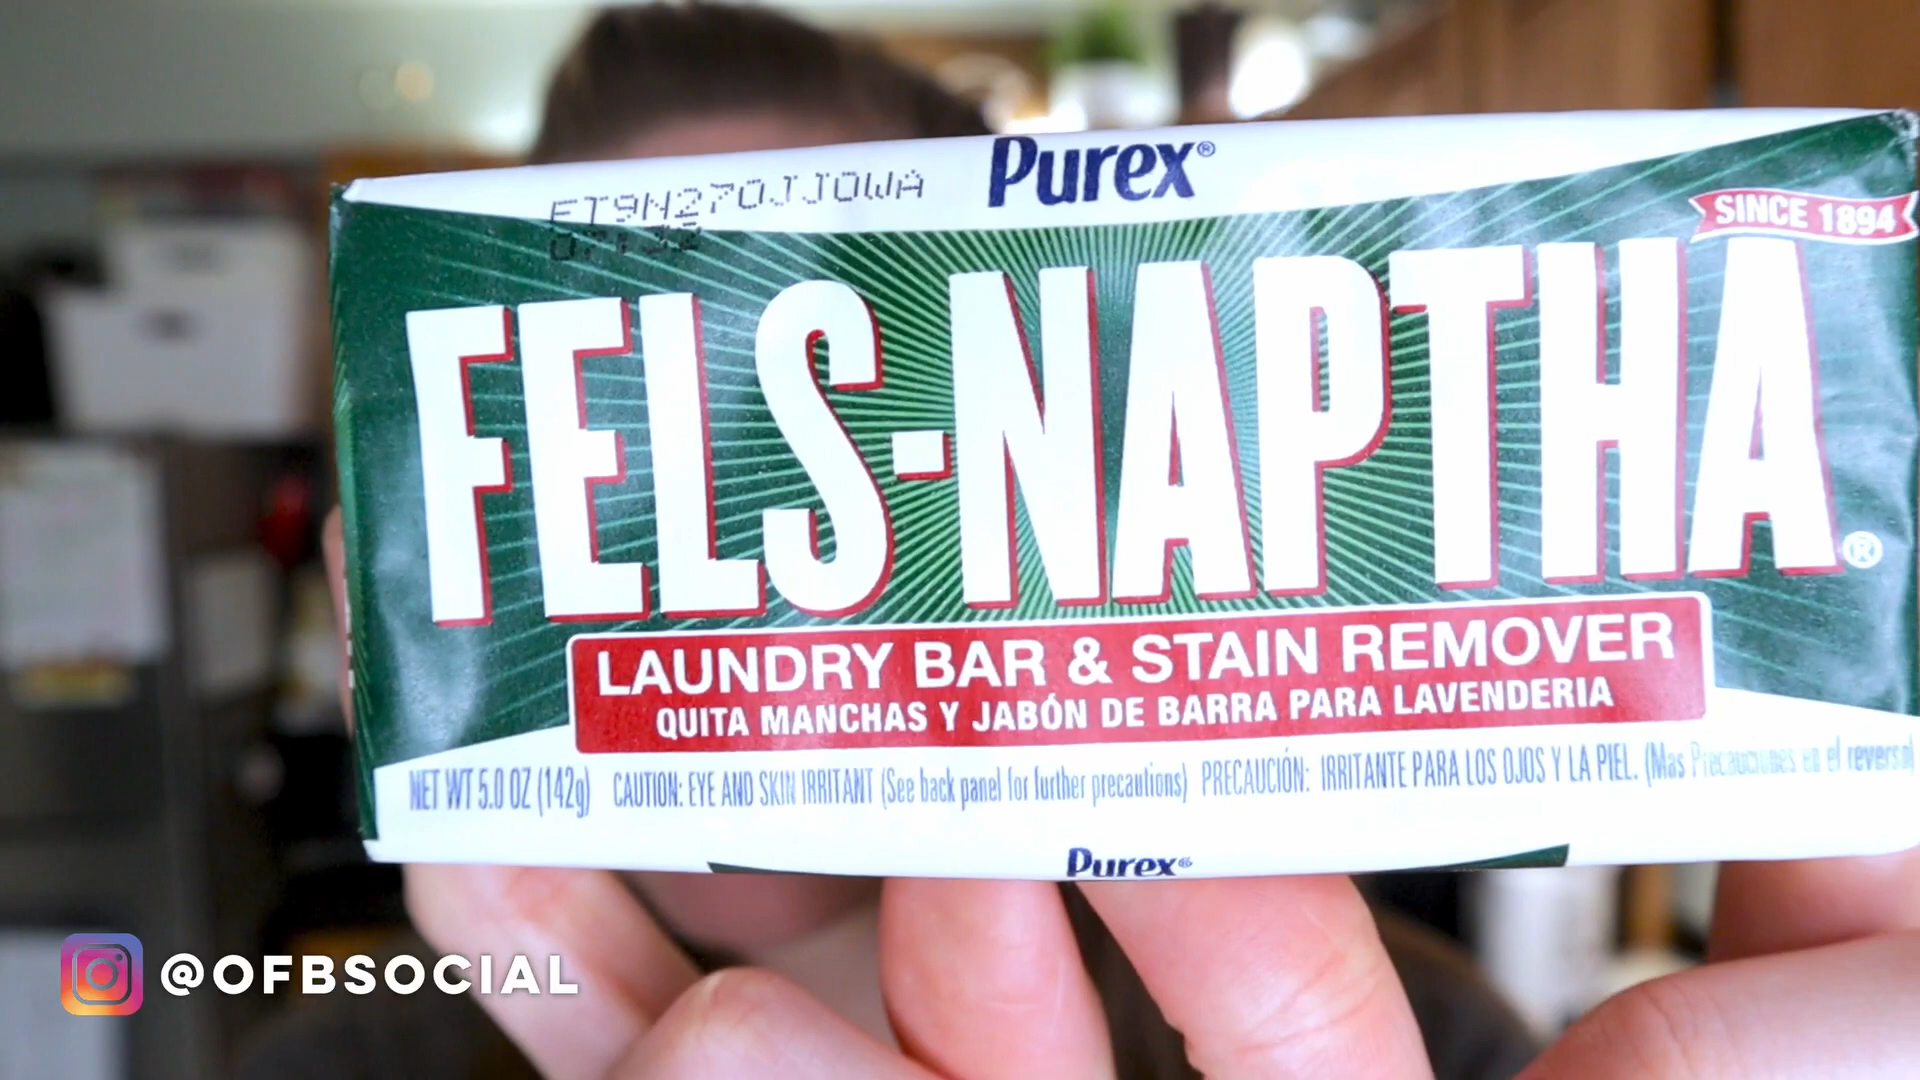 Purex®
SINCE 1894
FELS-NAPTHA®
LAUNDRY BAR & STAIN REMOVER
QUITA MANCHAS Y JABÓN DE BARRA PARA LAVENDERIA
NET WT 5.0 OZ (142g) CAUTION: EYE AND SKIN IRRITANT (See back panel for further precautions) PRECAUCIÓN: IRRITANTE PARA LOS OJOS Y LA PIEL. (Mas Precauciones en el reverso)
Purex®
@OFBSOCIAL